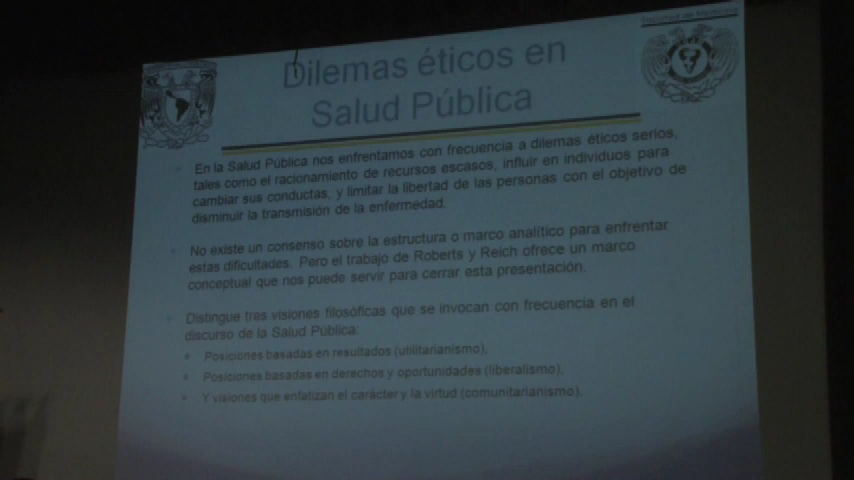 Facultad de Medicina
Dilemas éticos en
Salud Pública
En la Salud Pública nos enfrentamos con frecuencia a dilemas éticos serios,
tales como el racionamiento de recursos escasos, influir en individuos para
cambiar sus conductas, y limitar la libertad de las personas con el objetivo de
disminuir la transmisión de la enfermedad.
No existe un consenso sobre la estructura o marco analítico para enfrentar
estas dificultades. Pero el trabajo de Roberts y Reich ofrece un marco
conceptual que nos puede servir para cerrar esta presentación.
Distingue tres visiones filosóficas que se invocan con frecuencia en el
discurso de la Salud Pública:
Posiciones basadas en resultados (utilitarianismo),
Posiciones basadas en derechos y oportunidades (liberalismo),
Y visiones que enfatizan el carácter y la virtud (comunitarianismo).